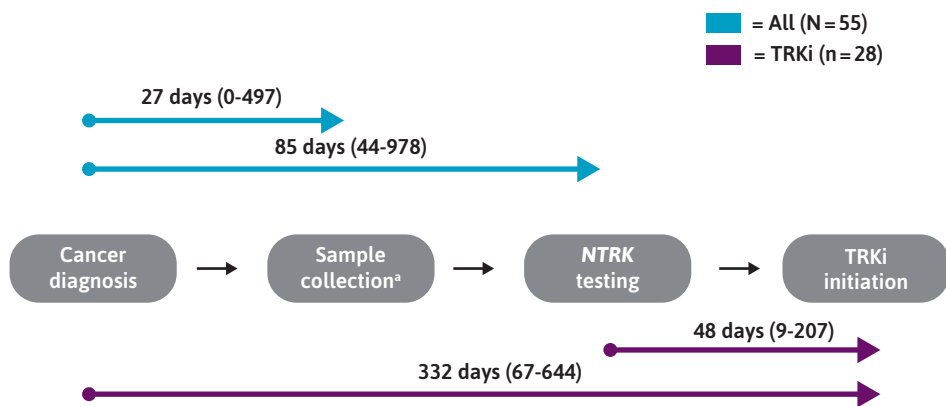 = All (N = 55)
= TRKi (n = 28)
27 days (0-497)
85 days (44-978)
Cancer
diagnosis
Sample
collectionᵃ
NTRK
testing
TRKi
initiation
48 days (9-207)
332 days (67-644)